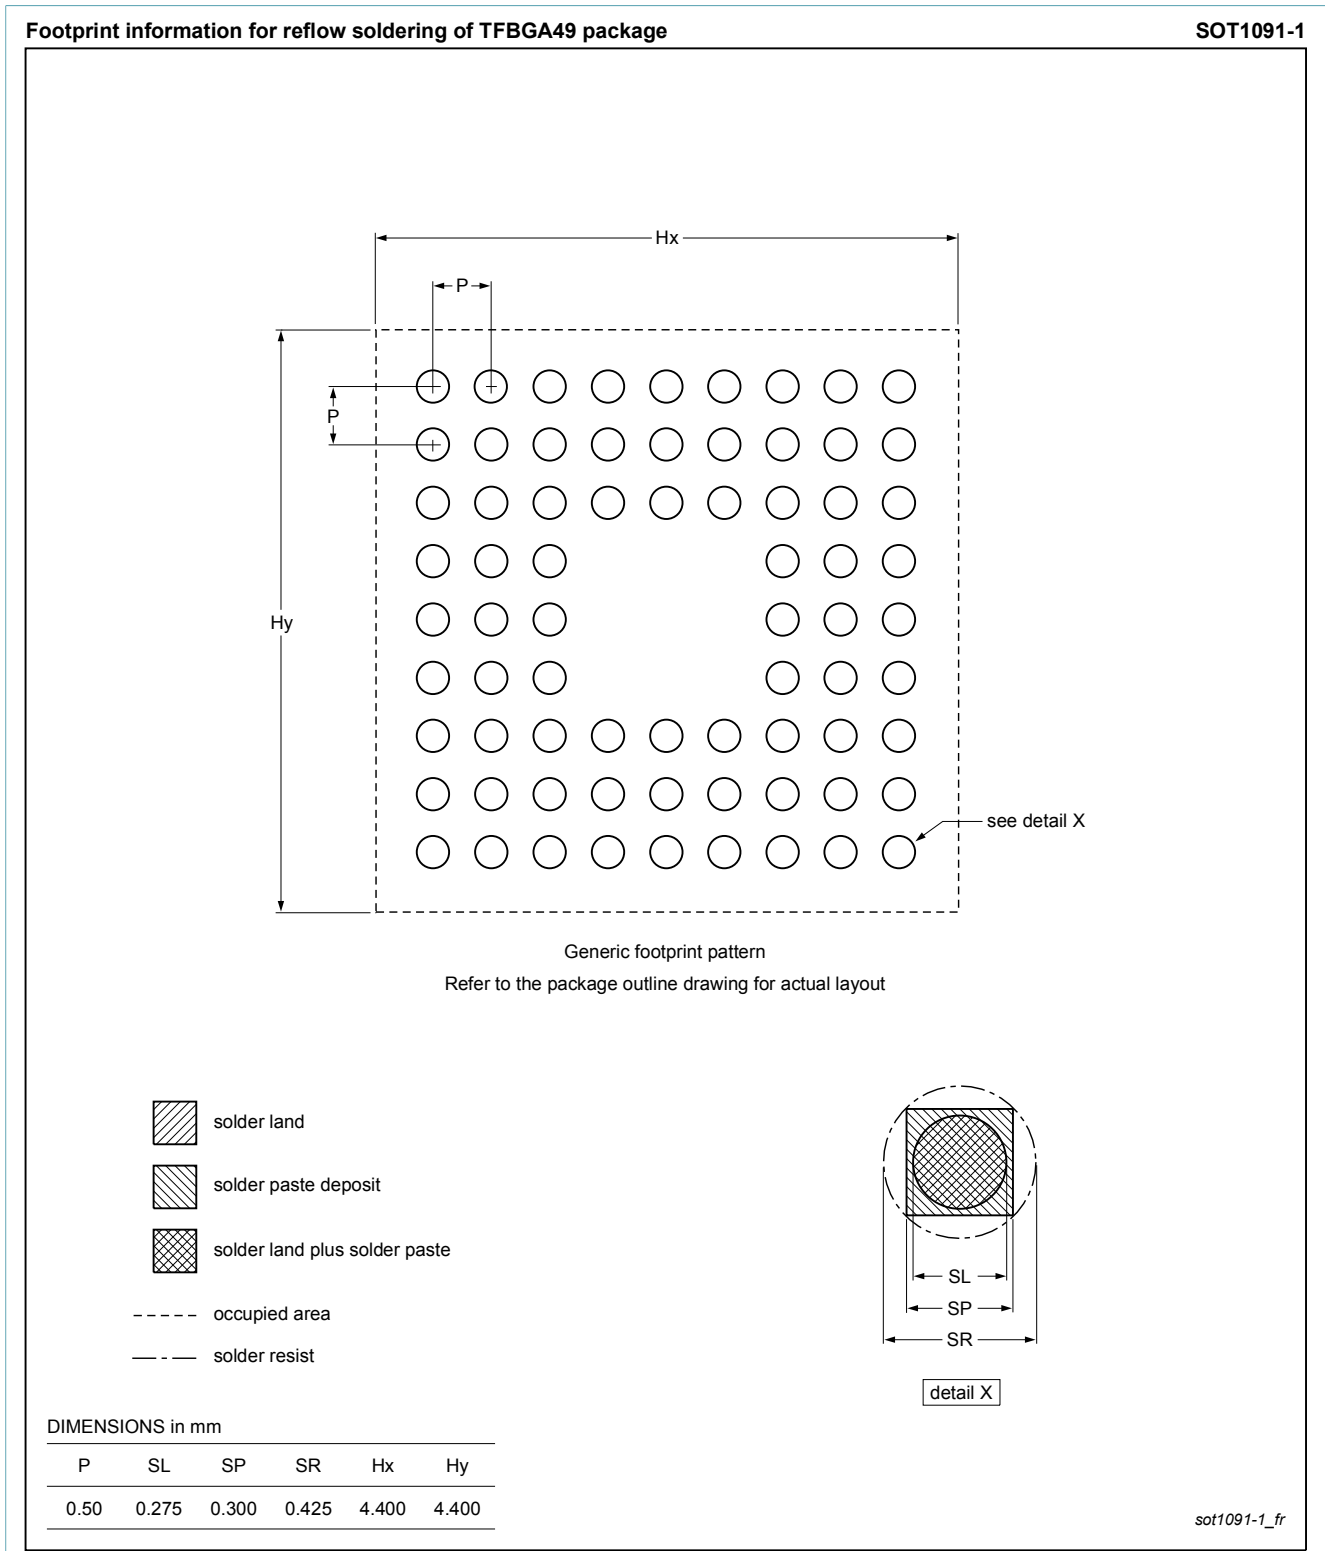 Footprint information for reflow soldering of TFBGA49 package SOT1091-1
Hx
P
P
Hy
see detail X
Generic footprint pattern
Refer to the package outline drawing for actual layout
solder land
solder paste deposit
solder land plus solder paste
occupied area
solder resist
SL
SP
SR
detail X
DIMENSIONS in mm
P SL SP SR Hx Hy
0.50 0.275 0.300 0.425 4.400 4.400
sot1091-1_fr